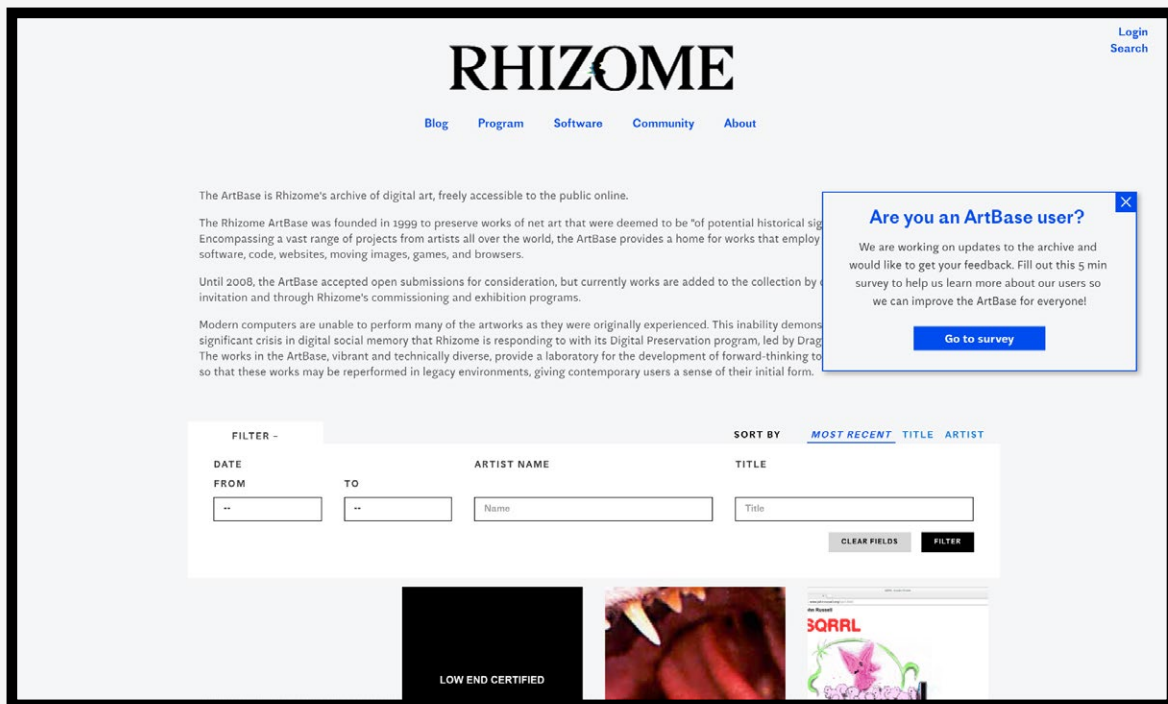 Login
Search
RHIZOME
Blog Program Software Community About
The ArtBase is Rhizome's archive of digital art, freely accessible to the public online.
The Rhizome ArtBase was founded in 1999 to preserve works of net art that were deemed to be "of potential historical sig
Encompassing a vast range of projects from artists all over the world, the ArtBase provides a home for works that employ
software, code, websites, moving images, games, and browsers.
Until 2008, the ArtBase accepted open submissions for consideration, but currently works are added to the collection by
invitation and through Rhizome's commissioning and exhibition programs.
Modern computers are unable to perform many of the artworks as they were originally experienced. This inability demons
significant crisis in digital social memory that Rhizome is responding to with its Digital Preservation program, led by Drag
The works in the ArtBase, vibrant and technically diverse, provide a laboratory for the development of forward-thinking to
so that these works may be reperformed in legacy environments, giving contemporary users a sense of their initial form.
Are you an ArtBase user?
We are working on updates to the archive and
would like to get your feedback. Fill out this 5 min
survey to help us learn more about our users so
we can improve the ArtBase for everyone!
Go to survey
FILTER –
SORT BY MOST RECENT TITLE ARTIST
DATE ARTIST NAME TITLE
FROM TO
-- -- Name Title
CLEAR FIELDS FILTER
LOW END CERTIFIED
SQRRL